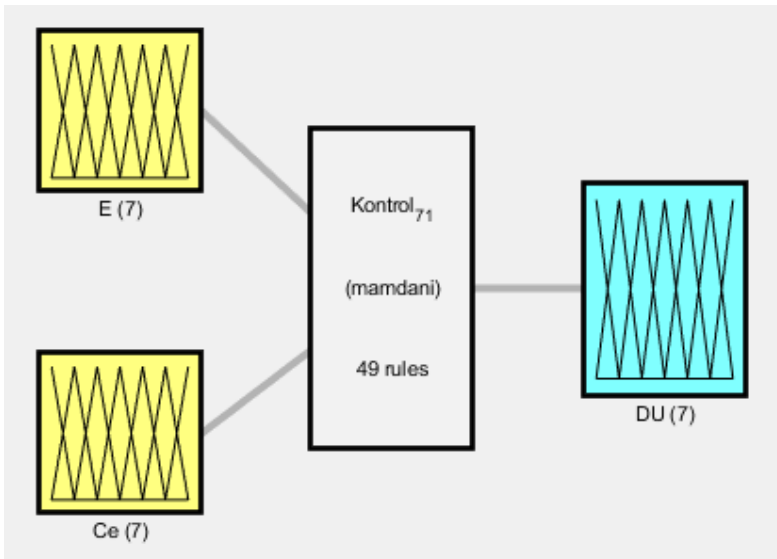 E (7)
Kontrol71
(mamdani)
49 rules
DU (7)
Ce (7)